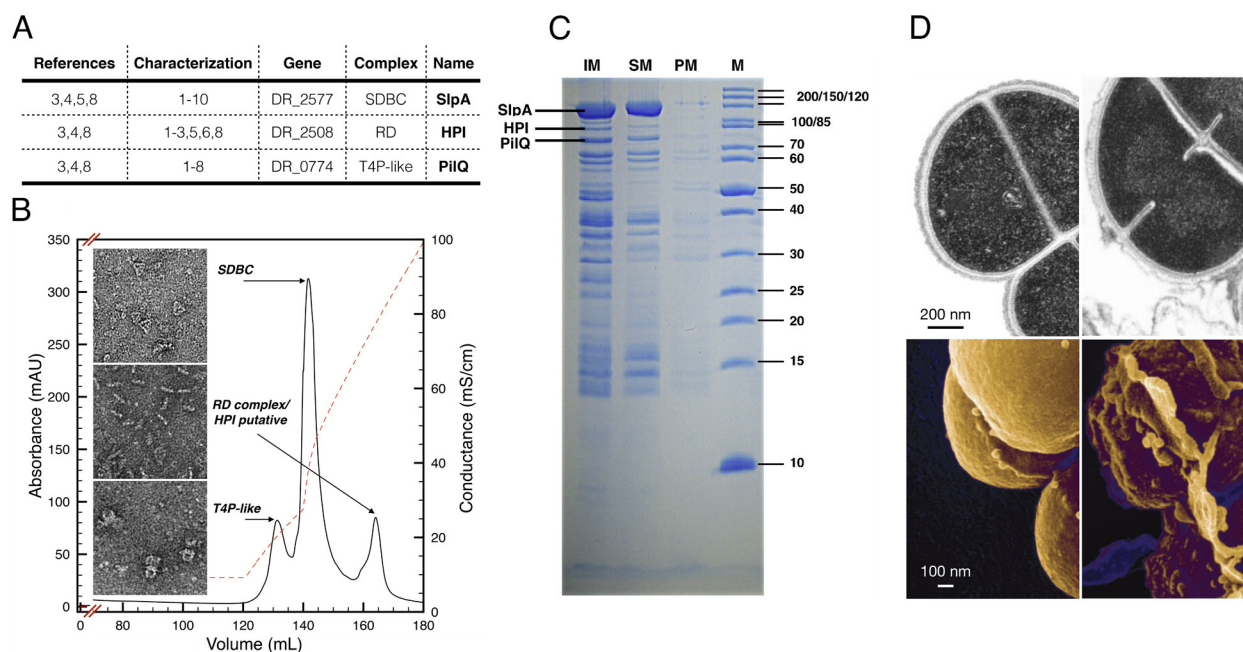 A
References Characterization Gene Complex Name
3,4,5,8 1-10 DR_2577 SDBC SlpA
3,4,8 1-3,5,6,8 DR_2508 RD HPI
3,4,8 1-8 DR_0774 T4P-like PilQ
B
350
300
250
200
150
100
50
0
Absorbance (mAU)
SDBC
RD complex/
HPI putative
T4P-like
100
80
60
40
20
0
Conductance (mS/cm)
0 80 100 120 140 160 180
Volume (mL)
C
IM SM PM M
SlpA
HPI
PilQ
200/150/120
100/85
70
60
50
40
30
25
20
15
10
D
200 nm
100 nm